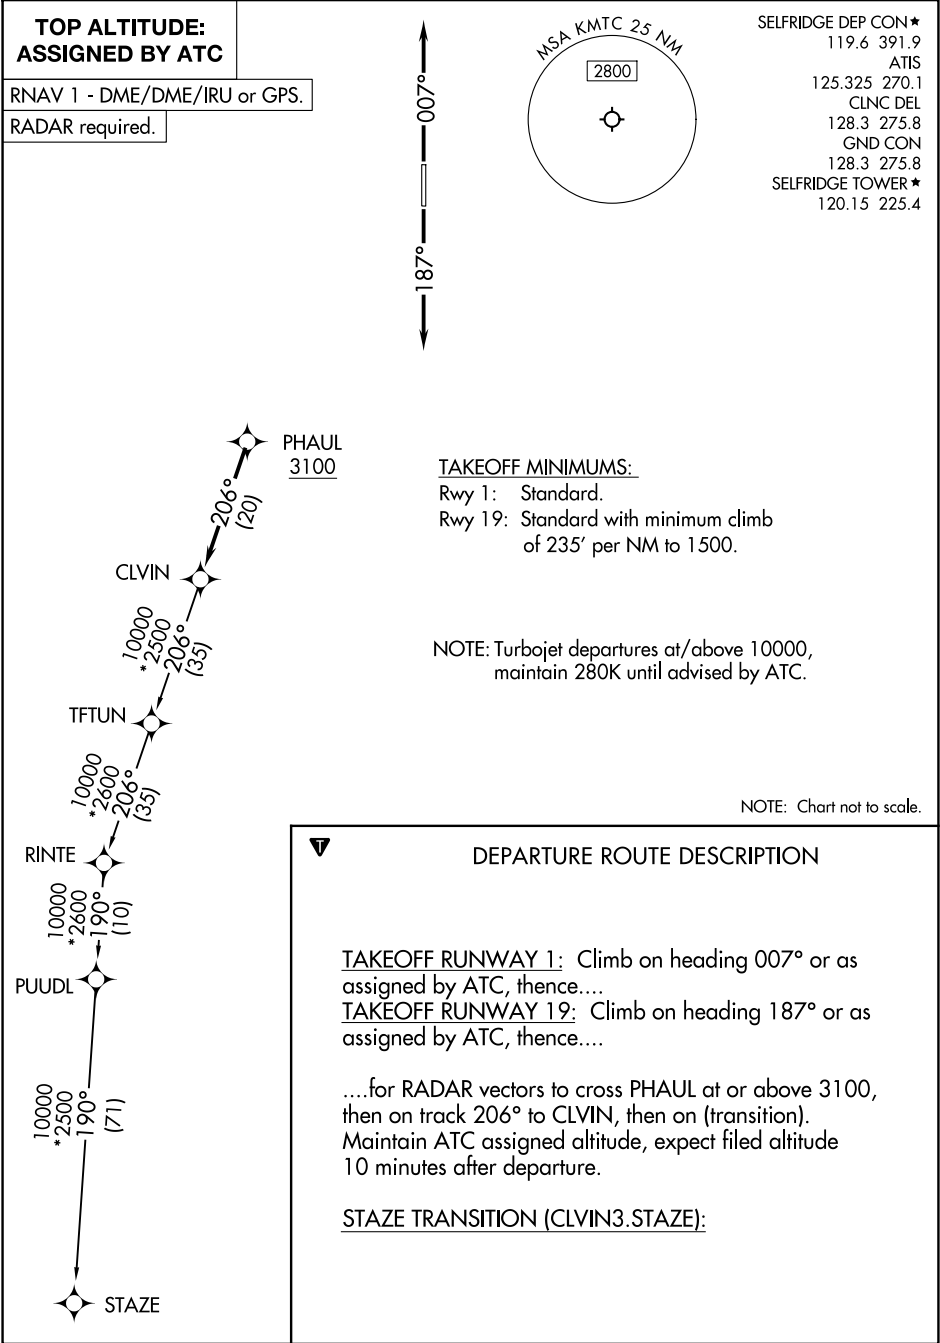 TOP ALTITUDE:
ASSIGNED BY ATC
RNAV 1 - DME/DME/IRU or GPS.
RADAR required.
007°
187°
MSA KMTC 25 NM
2800
SELFRIDGE DEP CON★
119.6 391.9
ATIS
125.325 270.1
CLNC DEL
128.3 275.8
GND CON
128.3 275.8
SELFRIDGE TOWER★
120.15 225.4
PHAUL
3100
206°
(20)
CLVIN
10000
*2500
206°
(35)
TFTUN
10000
*2600
206°
(35)
RINTE
10000
*2600
190°
(10)
PUUDL
10000
*2500
190°
(71)
STAZE
TAKEOFF MINIMUMS:
Rwy 1: Standard.
Rwy 19: Standard with minimum climb
of 235' per NM to 1500.
NOTE: Turbojet departures at/above 10000,
maintain 280K until advised by ATC.
NOTE: Chart not to scale.
T
DEPARTURE ROUTE DESCRIPTION
TAKEOFF RUNWAY 1: Climb on heading 007° or as
assigned by ATC, thence....
TAKEOFF RUNWAY 19: Climb on heading 187° or as
assigned by ATC, thence....
....for RADAR vectors to cross PHAUL at or above 3100,
then on track 206° to CLVIN, then on (transition).
Maintain ATC assigned altitude, expect filed altitude
10 minutes after departure.
STAZE TRANSITION (CLVIN3.STAZE):